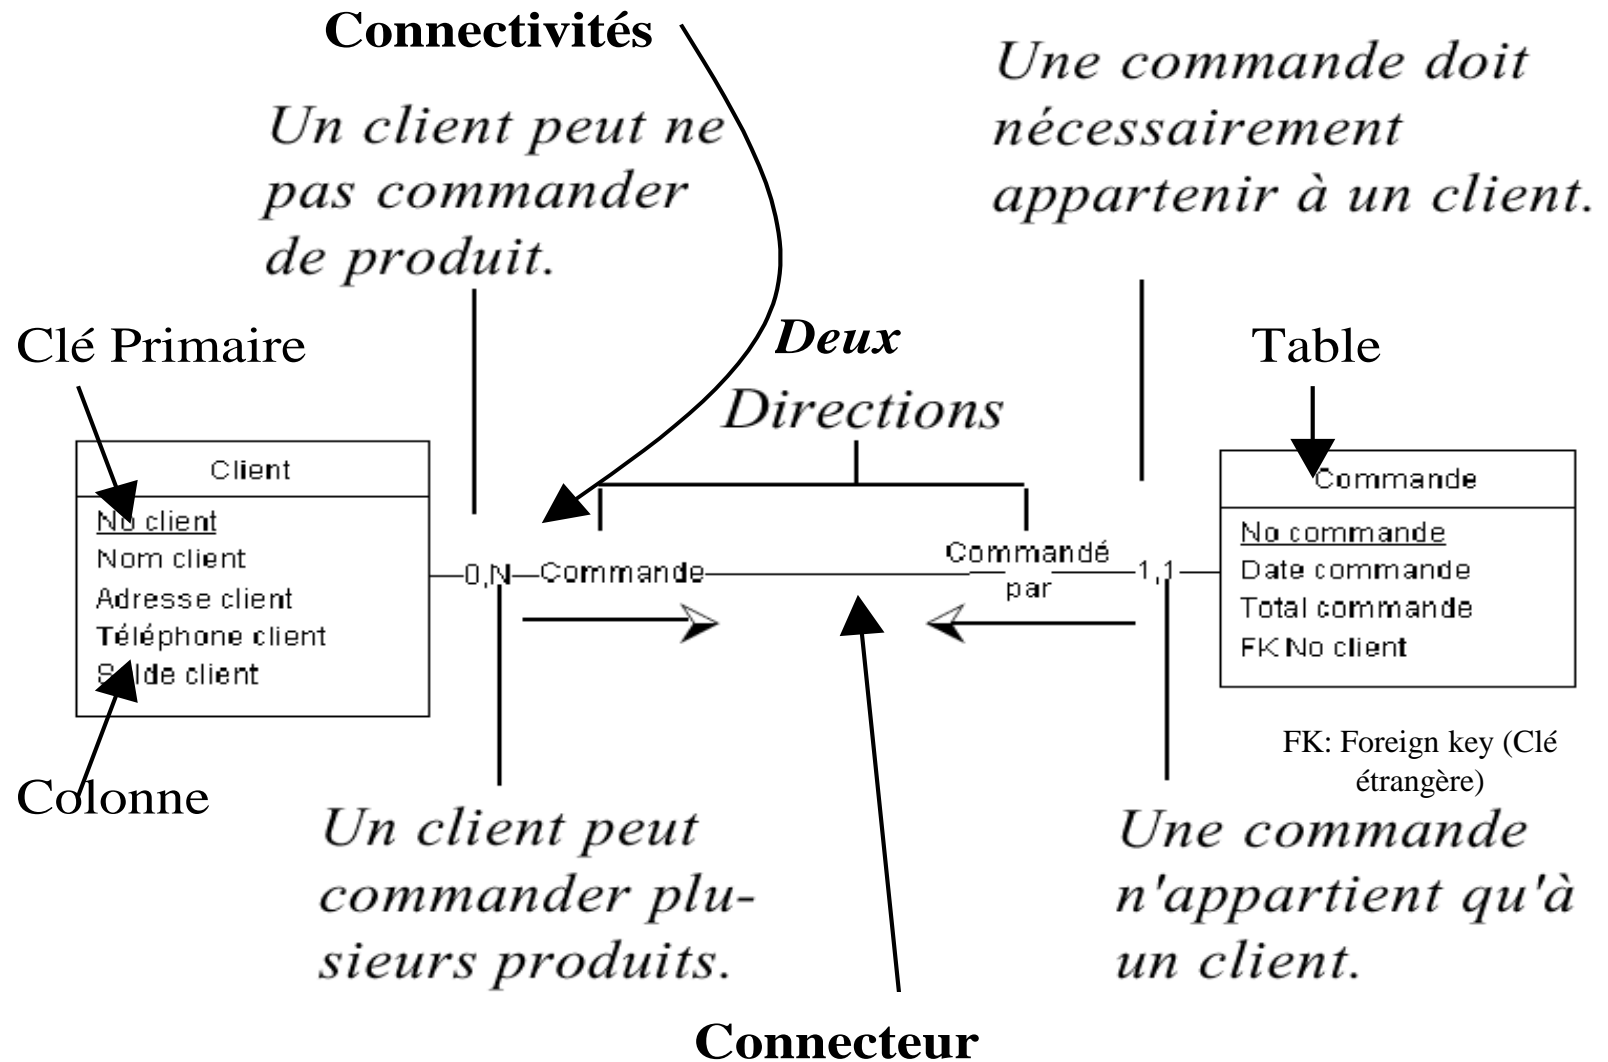 Connectivités
Une commande doit
nécessairement
appartenir à un client.
Un client peut ne
pas commander
de produit.
Clé Primaire
Deux
Directions
Table
Client
No client
Nom client
Adresse client
Téléphone client
Solde client
0,N
Commande
Commandé
par
1,1
Commande
No commande
Date commande
Total commande
FK No client
FK: Foreign key (Clé
étrangère)
Colonne
Un client peut
commander plu-
sieurs produits.
Une commande
n'appartient qu'à
un client.
Connecteur